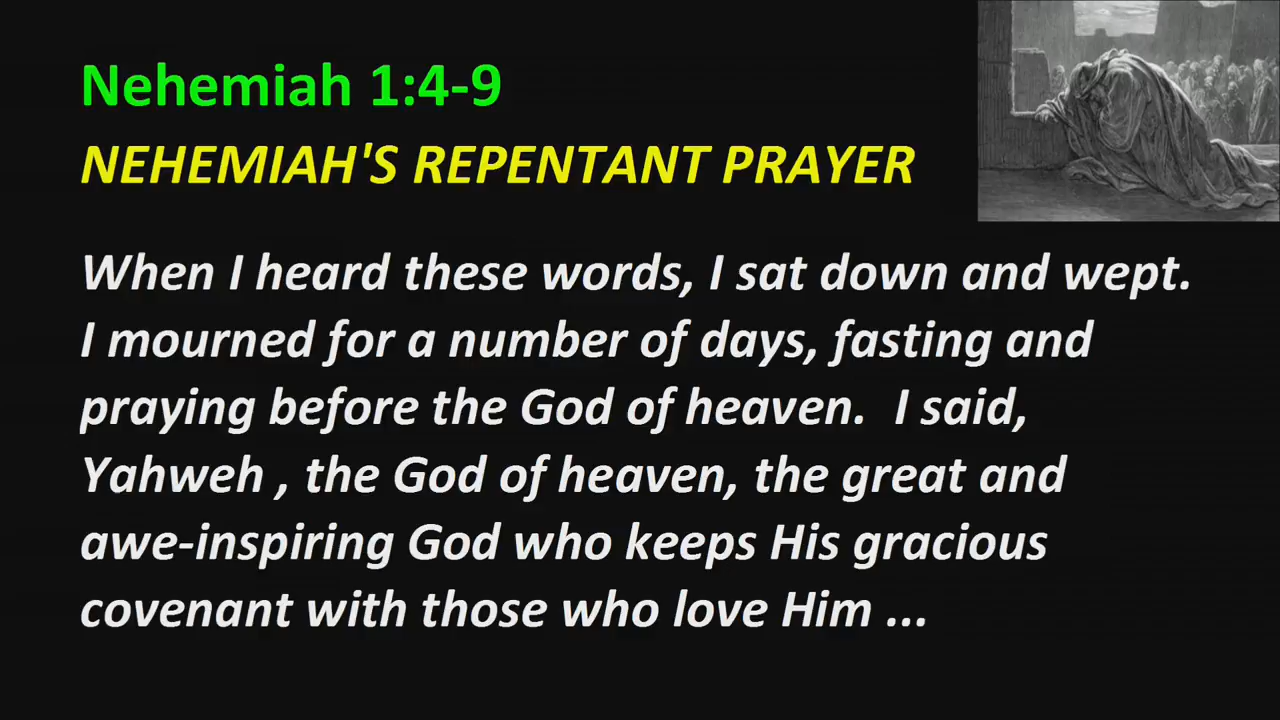 Nehemiah 1:4-9
NEHEMIAH'S REPENTANT PRAYER
When I heard these words, I sat down and wept.
I mourned for a number of days, fasting and
praying before the God of heaven.  I said,
Yahweh , the God of heaven, the great and
awe-inspiring God who keeps His gracious
covenant with those who love Him ...